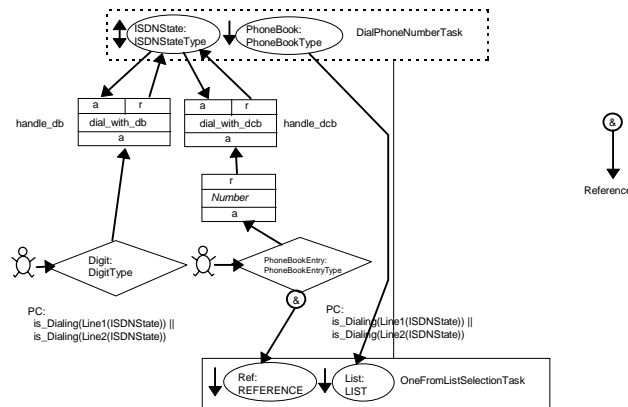 ISDNState:
ISDNStateType
PhoneBook:
PhoneBookType
DialPhoneNumberTask
a r
dial_with_db
a
handle_db
a r
dial_with_dcb
a
handle_dcb
&
Reference
r
Number
a
Digit:
DigitType
PhoneBookEntry:
PhoneBookEntryType
&
PC:
is_Dialing(Line1(ISDNState)) ||
is_Dialing(Line2(ISDNState))
PC:
is_Dialing(Line1(ISDNState)) ||
is_Dialing(Line2(ISDNState))
Ref:
REFERENCE
List:
LIST
OneFromListSelectionTask